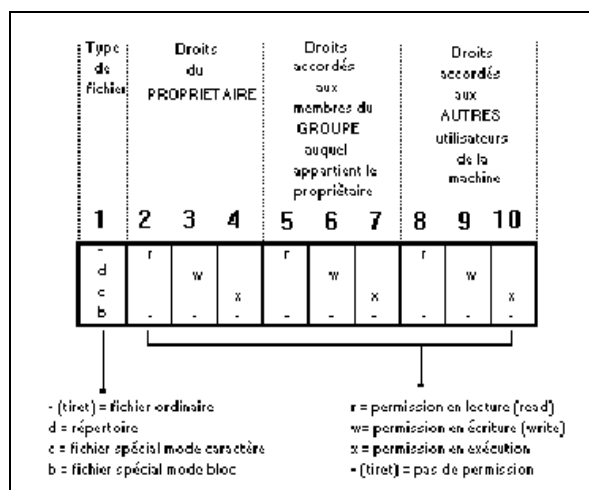 Type
de
fichier
Droits
du
PROPRIETAIRE
Droits
accordés
aux
membres du
GROUPE
auquel
appartient le
propriètaire
Droits
accordés
aux
AUTRES
utilisateurs
de la
machine
1 2 3 4 5 6 7 8 9 10
- r r r
d w w w
c x x x
b - - - - - - - - -
- (tiret) = fichier ordinaire
d = répertoire
c = fichier spécial mode caractère
b = fichier spécial mode bloc
r = permission en lecture (read)
w= permission en écriture (write)
x = permission en exécution
- (tiret) = pas de permission